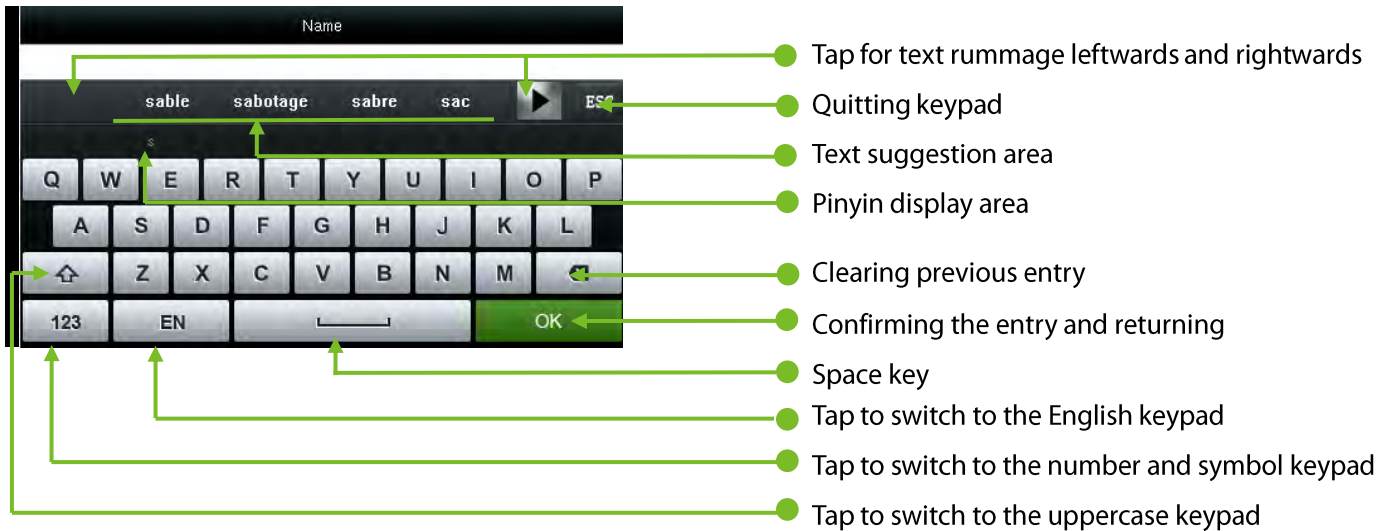 Name
Tap for text rummage leftwards and rightwards
sable sabotage sabre sac ESC
Quitting keypad
s
Text suggestion area
Q W E R T Y U I O P
Pinyin display area
A S D F G H J K L
Z X C V B N M
Clearing previous entry
123 EN OK
Confirming the entry and returning
Space key
Tap to switch to the English keypad
Tap to switch to the number and symbol keypad
Tap to switch to the uppercase keypad